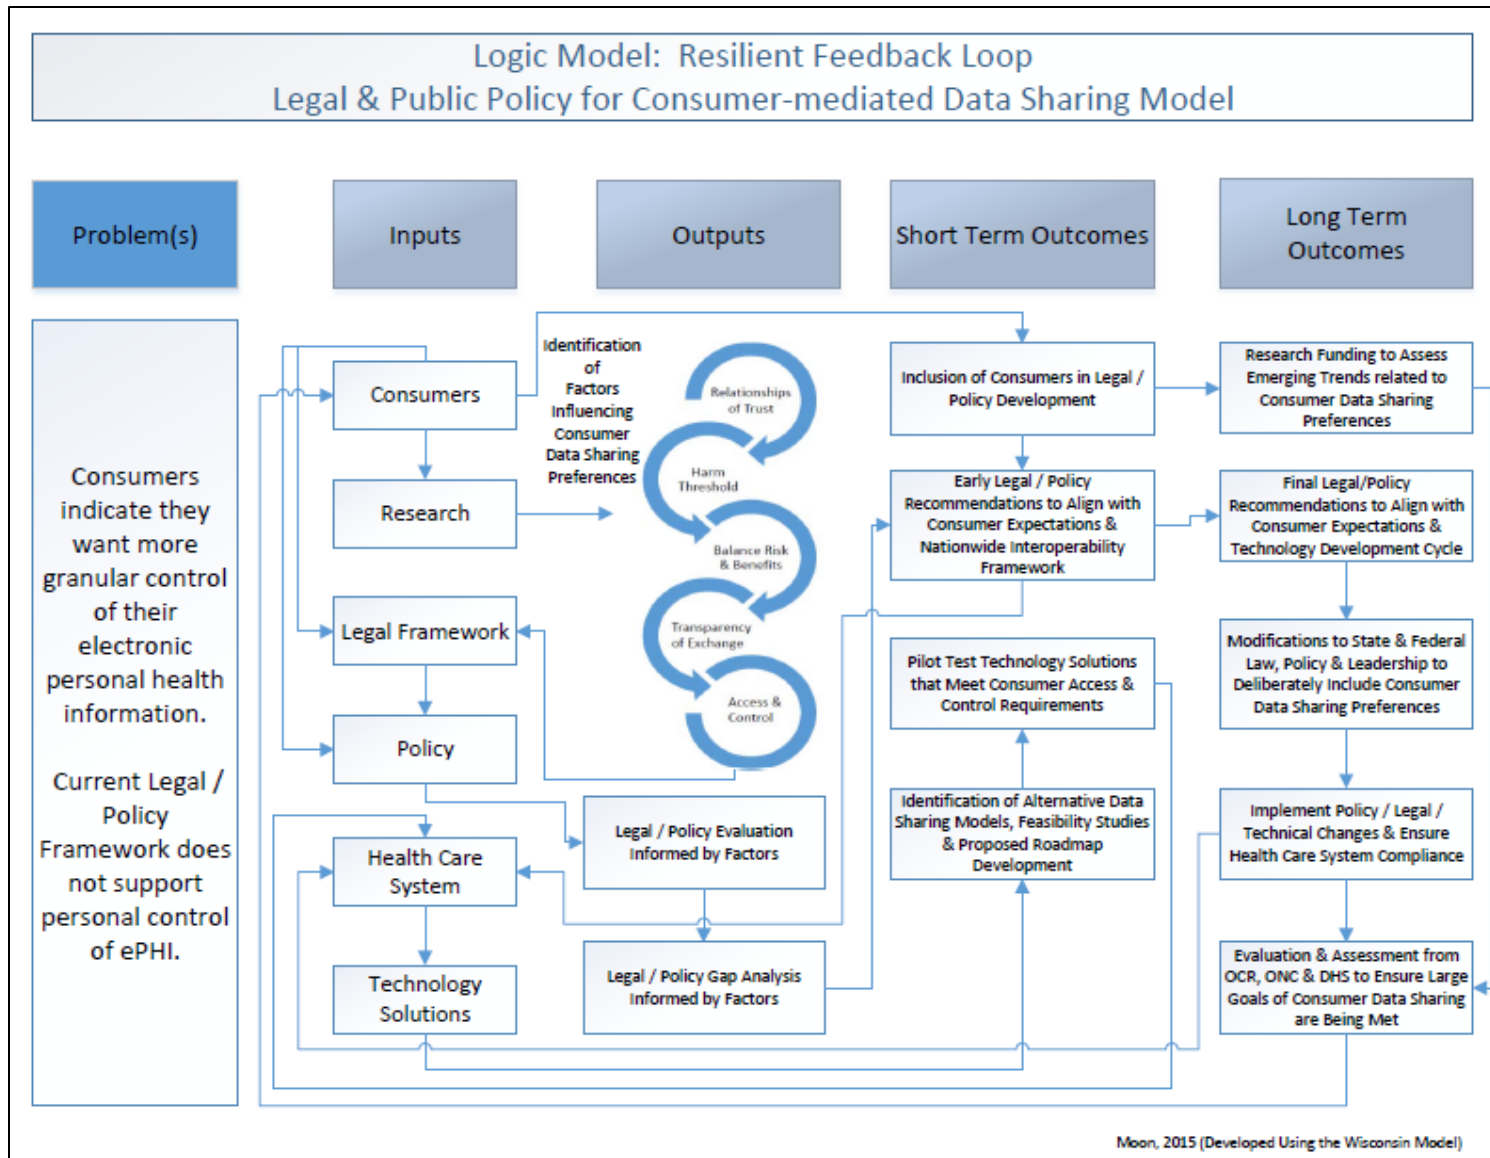 Logic Model: Resilient Feedback Loop
Legal & Public Policy for Consumer-mediated Data Sharing Model
Problem(s)
Inputs
Outputs
Short Term Outcomes
Long Term
Outcomes
Consumers
indicate they
want more
granular control
of their
electronic
personal health
information.
Current Legal /
Policy
Framework does
not support
personal control
of ePHI.
Consumers
Research
Legal Framework
Policy
Health Care
System
Technology
Solutions
Identification
of
Factors
Influencing
Consumer
Data Sharing
Preferences
Relationships
of Trust
Harm
Threshold
Balance Risk
& Benefits
Transparency
of Exchange
Access &
Control
Legal / Policy Evaluation
Informed by Factors
Legal / Policy Gap Analysis
Informed by Factors
Inclusion of Consumers in Legal /
Policy Development
Early Legal / Policy
Recommendations to Align with
Consumer Expectations &
Nationwide Interoperability
Framework
Pilot Test Technology Solutions
that Meet Consumer Access &
Control Requirements
Identification of Alternative Data
Sharing Models, Feasibility Studies
& Proposed Roadmap
Development
Research Funding to Assess
Emerging Trends related to
Consumer Data Sharing
Preferences
Final Legal/Policy
Recommendations to Align with
Consumer Expectations &
Technology Development Cycle
Modifications to State & Federal
Law, Policy & Leadership to
Deliberately Include Consumer
Data Sharing Preferences
Implement Policy / Legal /
Technical Changes & Ensure
Health Care System Compliance
Evaluation & Assessment from
OCR, ONC & DHS to Ensure Large
Goals of Consumer Data Sharing
are Being Met
Moon, 2015 (Developed Using the Wisconsin Model)